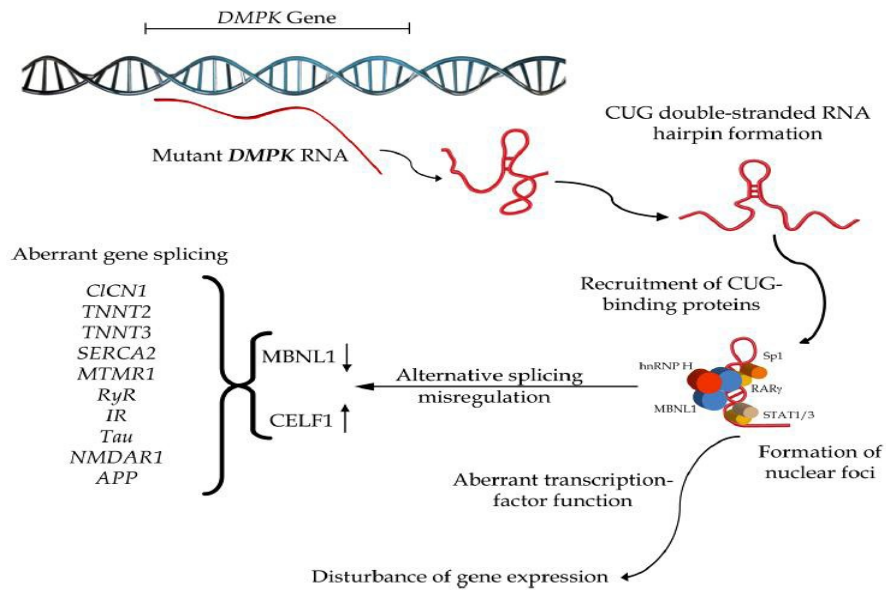 DMPK Gene
Mutant DMPK RNA
CUG double-stranded RNA
hairpin formation
Recruitment of CUG-
binding proteins
Sp1
hnRNP H
RARγ
MBNL1
STAT1/3
Formation of
nuclear foci
Alternative splicing
misregulation
Aberrant gene splicing
ClCN1
TNNT2
TNNT3
SERCA2
MTMR1
RyR
IR
Tau
NMDAR1
APP
MBNL1
CELF1
Aberrant transcription-
factor function
Disturbance of gene expression